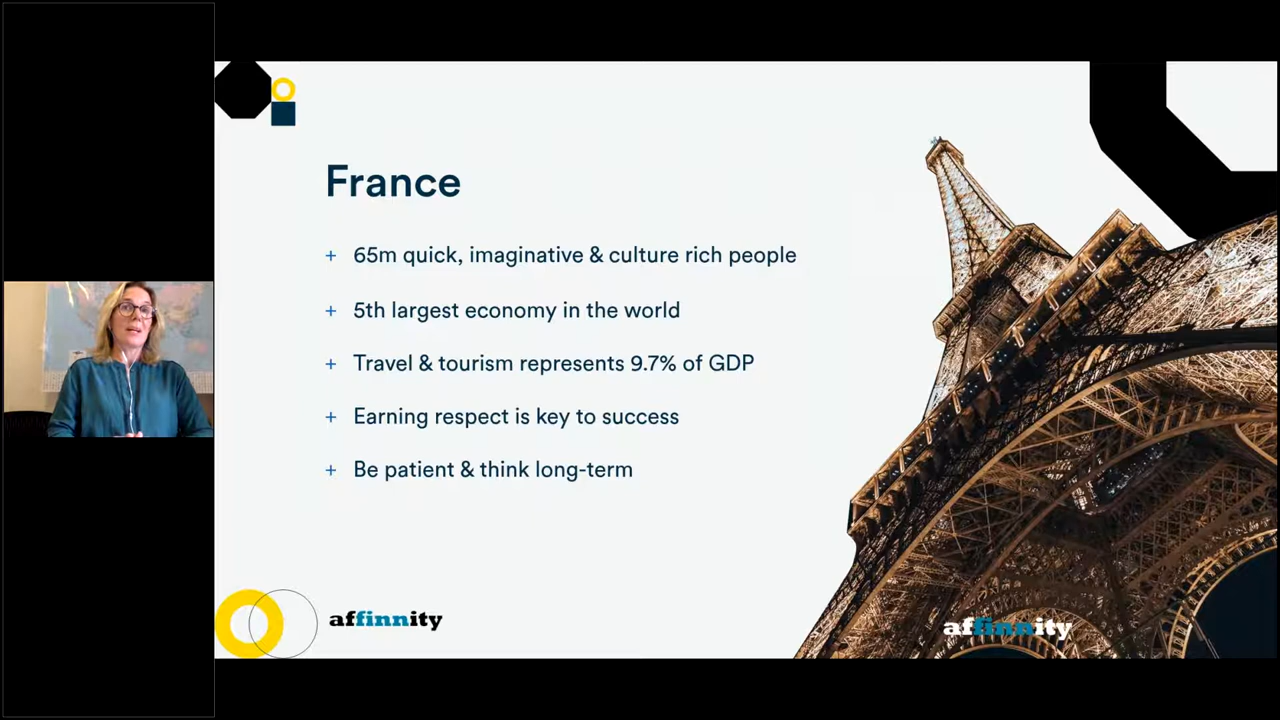 France
+ 65m quick, imaginative & culture rich people
+ 5th largest economy in the world
+ Travel & tourism represents 9.7% of GDP
+ Earning respect is key to success
+ Be patient & think long-term
affinnity
affinnity